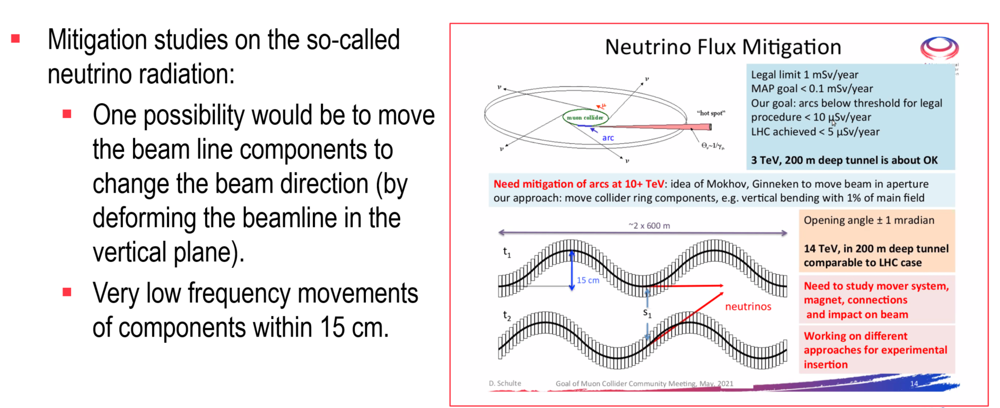 Mitigation studies on the so-called
neutrino radiation:
One possibility would be to move
the beam line components to
change the beam direction (by
deforming the beamline in the
vertical plane).
Very low frequency movements
of components within 15 cm.
Neutrino Flux Mitigation
Legal limit 1 mSv/year
MAP goal < 0.1 mSv/year
Our goal: arcs below threshold for legal
procedure < 10 μSv/year
LHC achieved < 5 μSv/year
3 TeV, 200 m deep tunnel is about OK
ν
ν
μ
muon collider
"hot spot"
arc
Θν~1/γμ
ν
ν
Need mitigation of arcs at 10+ TeV: idea of Mokhov, Ginneken to move beam in aperture
our approach: move collider ring components, e.g. vertical bending with 1% of main field
~2 x 600 m
t1
15 cm
neutrinos
s1
t2
Opening angle ± 1 mradian
14 TeV, in 200 m deep tunnel
comparable to LHC case
Need to study mover system,
magnet, connections
and impact on beam
Working on different
approaches for experimental
insertion
D. Schulte
Goal of Muon Collider Community Meeting, May, 2021
14